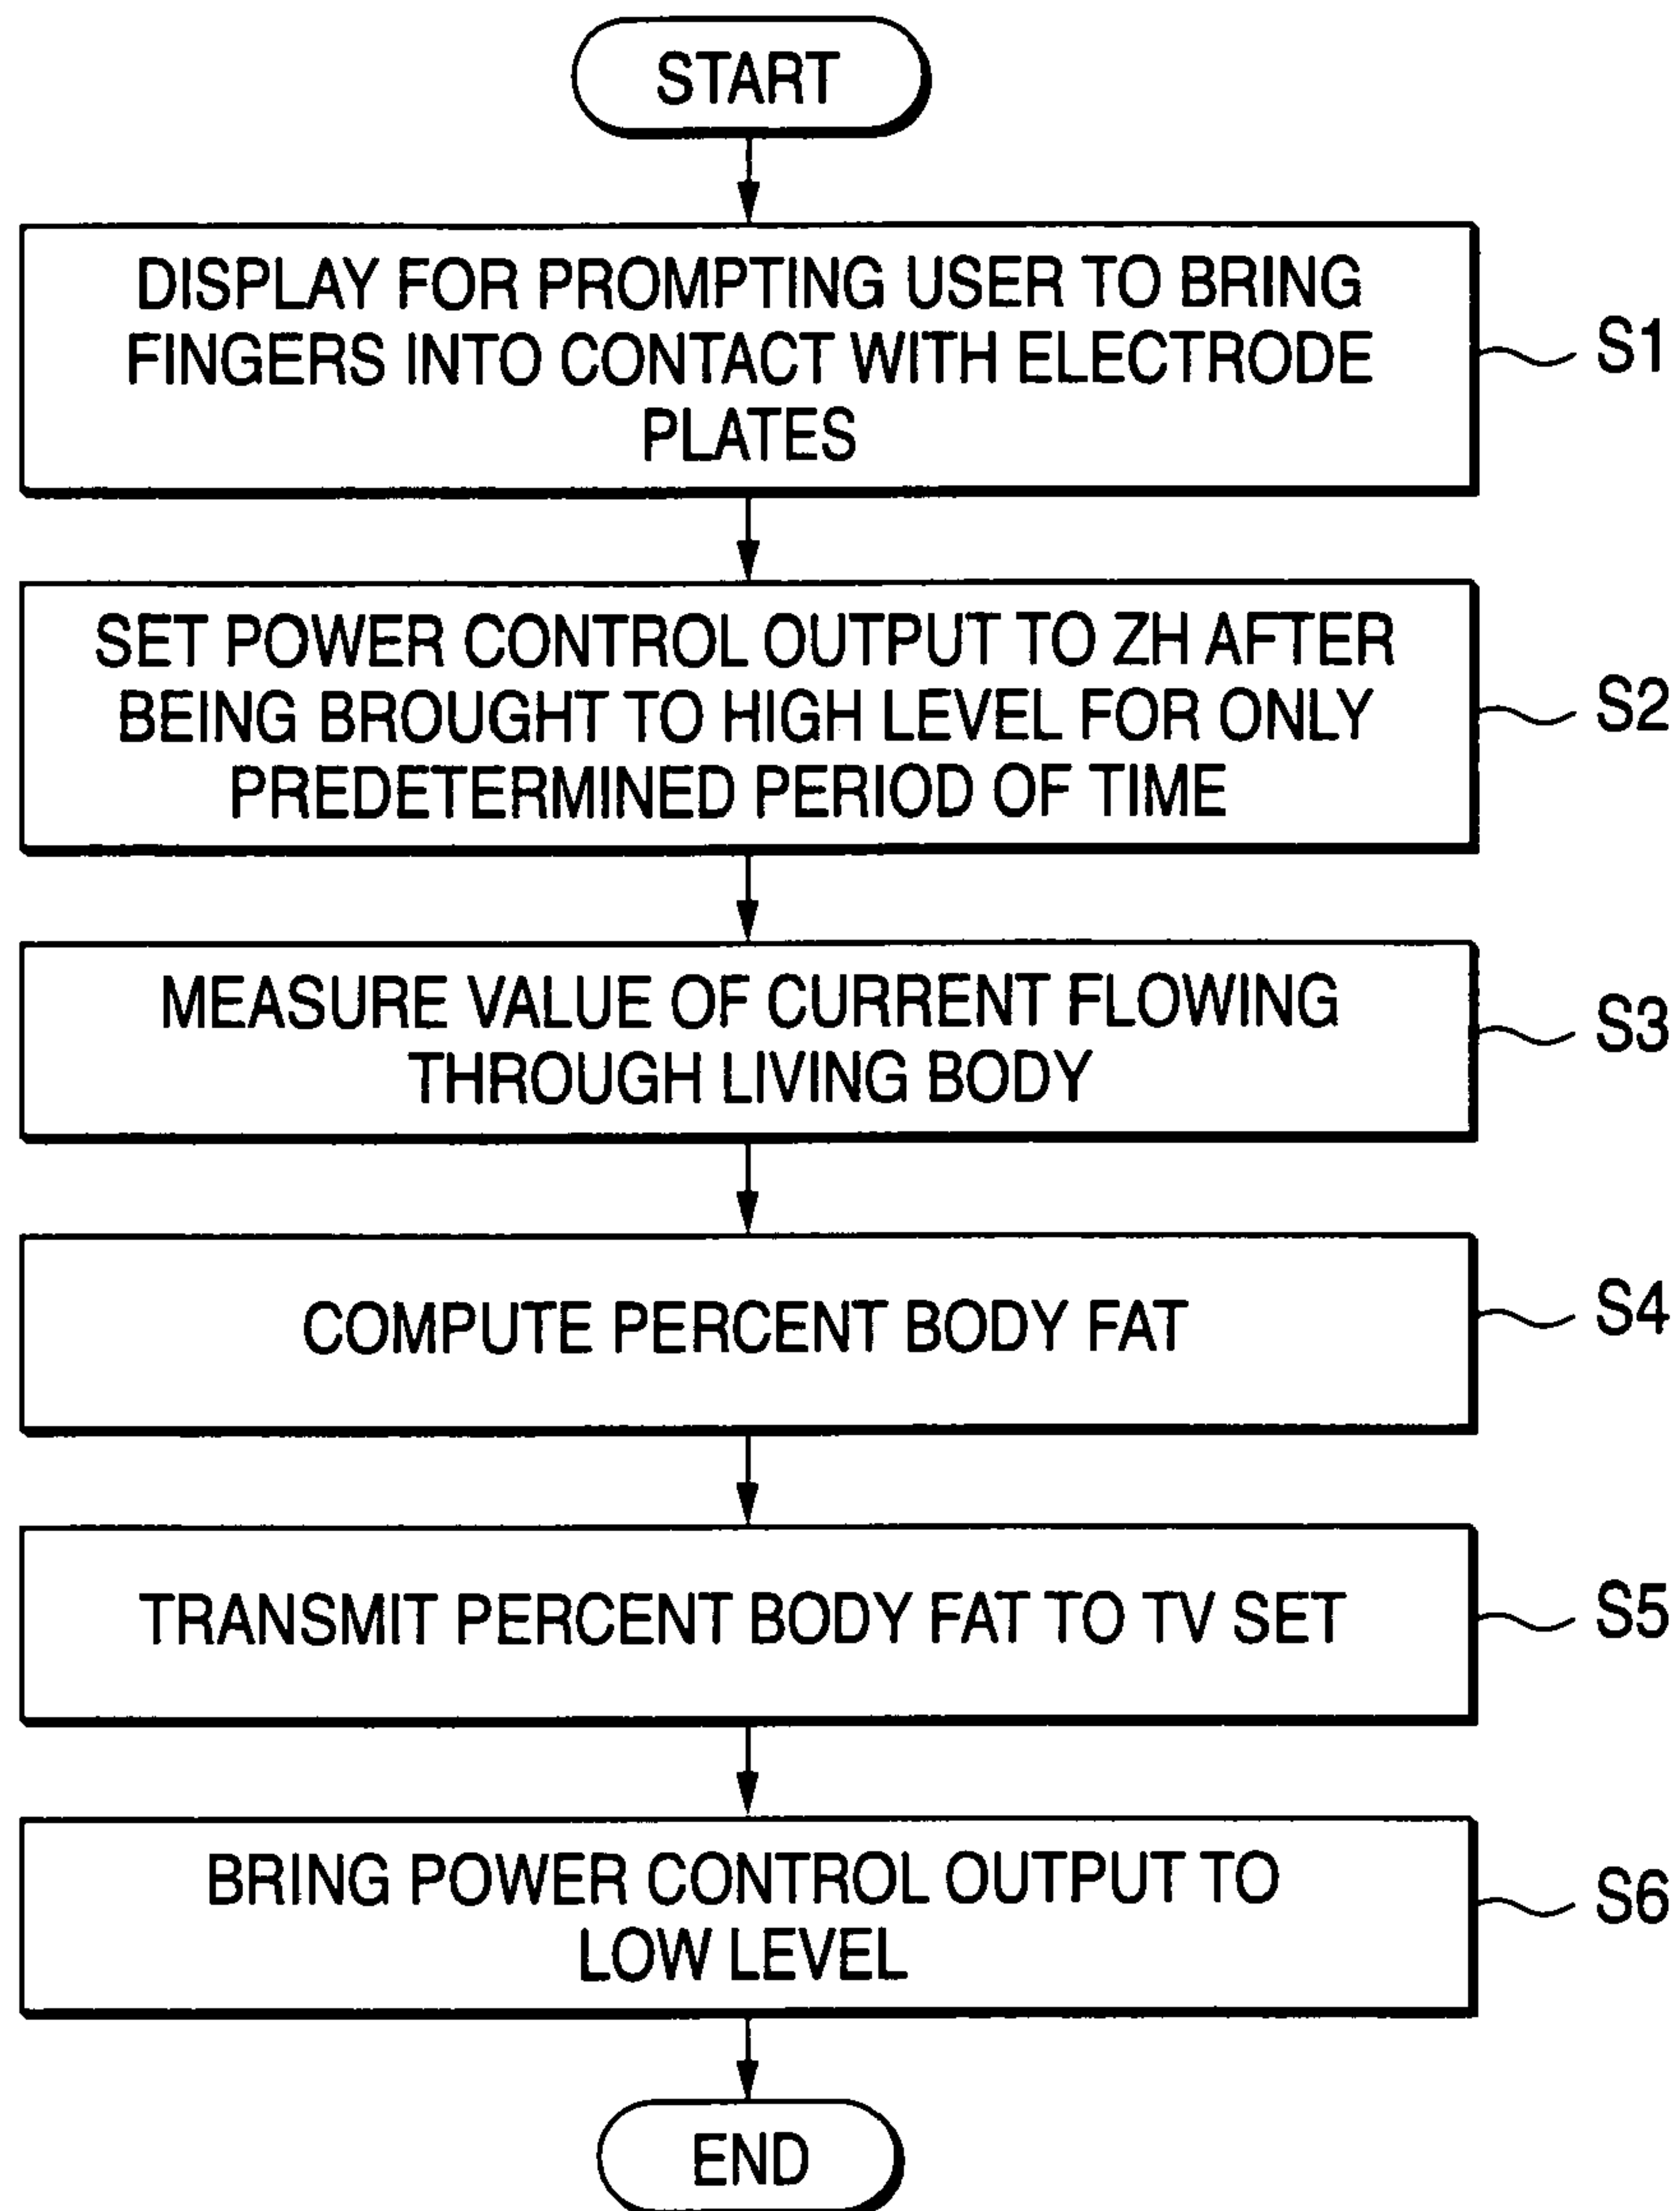 START
DISPLAY FOR PROMPTING USER TO BRING
FINGERS INTO CONTACT WITH ELECTRODE
PLATES
S1
SET POWER CONTROL OUTPUT TO ZH AFTER
BEING BROUGHT TO HIGH LEVEL FOR ONLY
PREDETERMINED PERIOD OF TIME
S2
MEASURE VALUE OF CURRENT FLOWING
THROUGH LIVING BODY
S3
COMPUTE PERCENT BODY FAT
S4
TRANSMIT PERCENT BODY FAT TO TV SET
S5
BRING POWER CONTROL OUTPUT TO
LOW LEVEL
S6
END